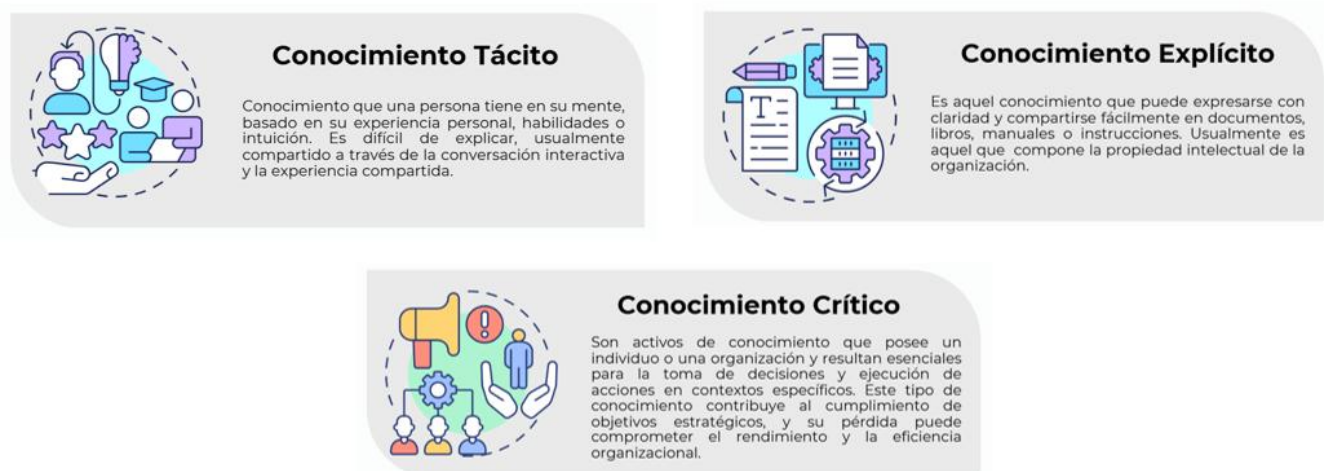 Conocimiento Tácito
Conocimiento que una persona tiene en su mente,
basado en su experiencia personal, habilidades o
intuición. Es difícil de explicar, usualmente
compartido a través de la conversación interactiva
y la experiencia compartida.
Conocimiento Explícito
Es aquel conocimiento que puede expresarse con
claridad y compartirse fácilmente en documentos,
libros, manuales o instrucciones. Usualmente es
aquel que compone la propiedad intelectual de la
organización.
T
Conocimiento Crítico
Son activos de conocimiento que posee un
individuo o una organización y resultan esenciales
para la toma de decisiones y ejecución de
acciones en contextos específicos. Este tipo de
conocimiento contribuye al cumplimiento de
objetivos estratégicos, y su pérdida puede
comprometer el rendimiento y la eficiencia
organizacional.